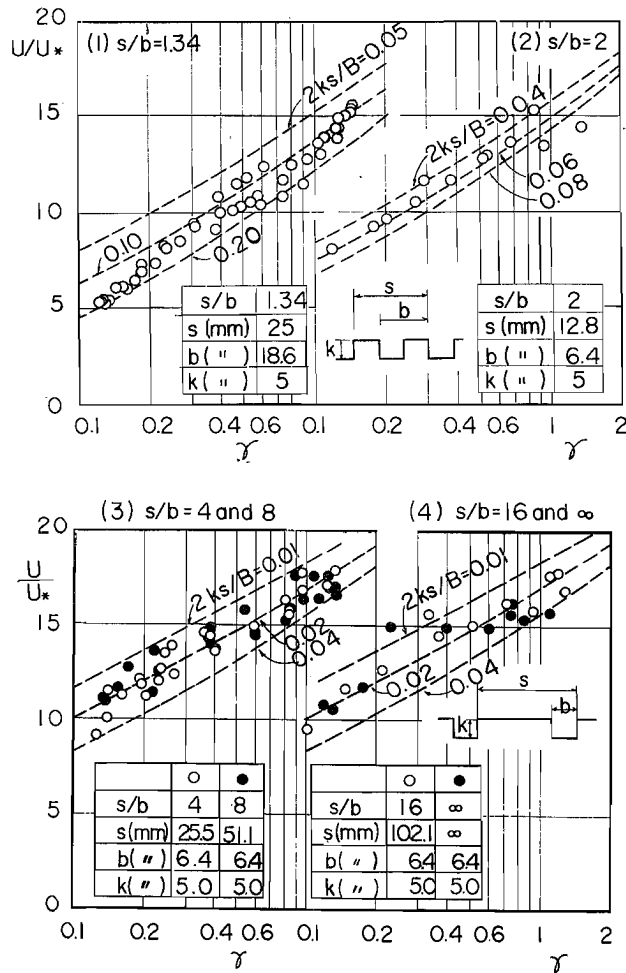 U/U*
(1) s/b=1.34
(2) s/b=2
20
15
10
5
0
2ks/B=0.05
0.10
0.20
2ks/B=0.04
0.06
0.08
s
b
k
s/b 1.34
s(mm) 25
b( " ) 18.6
k( " ) 5
s/b 2
s(mm) 12.8
b( " ) 6.4
k( " ) 5
0.1 0.2 0.4 0.6 0.1 0.2 0.4 0.6 1 2
γ γ
(3) s/b=4 and 8
(4) s/b=16 and ∞
U
U*
20
15
10
5
0
2ks/B=0.01
0.02
0.04
2ks/B=0.01
0.02
0.04
s
b
k
○ ●
s/b 4 8
s(mm) 25.5 51.1
b( " ) 6.4 6.4
k( " ) 5.0 5.0
○ ●
s/b 16 ∞
s(mm) 102.1 ∞
b( " ) 6.4 6.4
k( " ) 5.0 5.0
0.1 0.2 0.4 0.6 0.1 0.2 0.4 0.6 1 2
γ γ